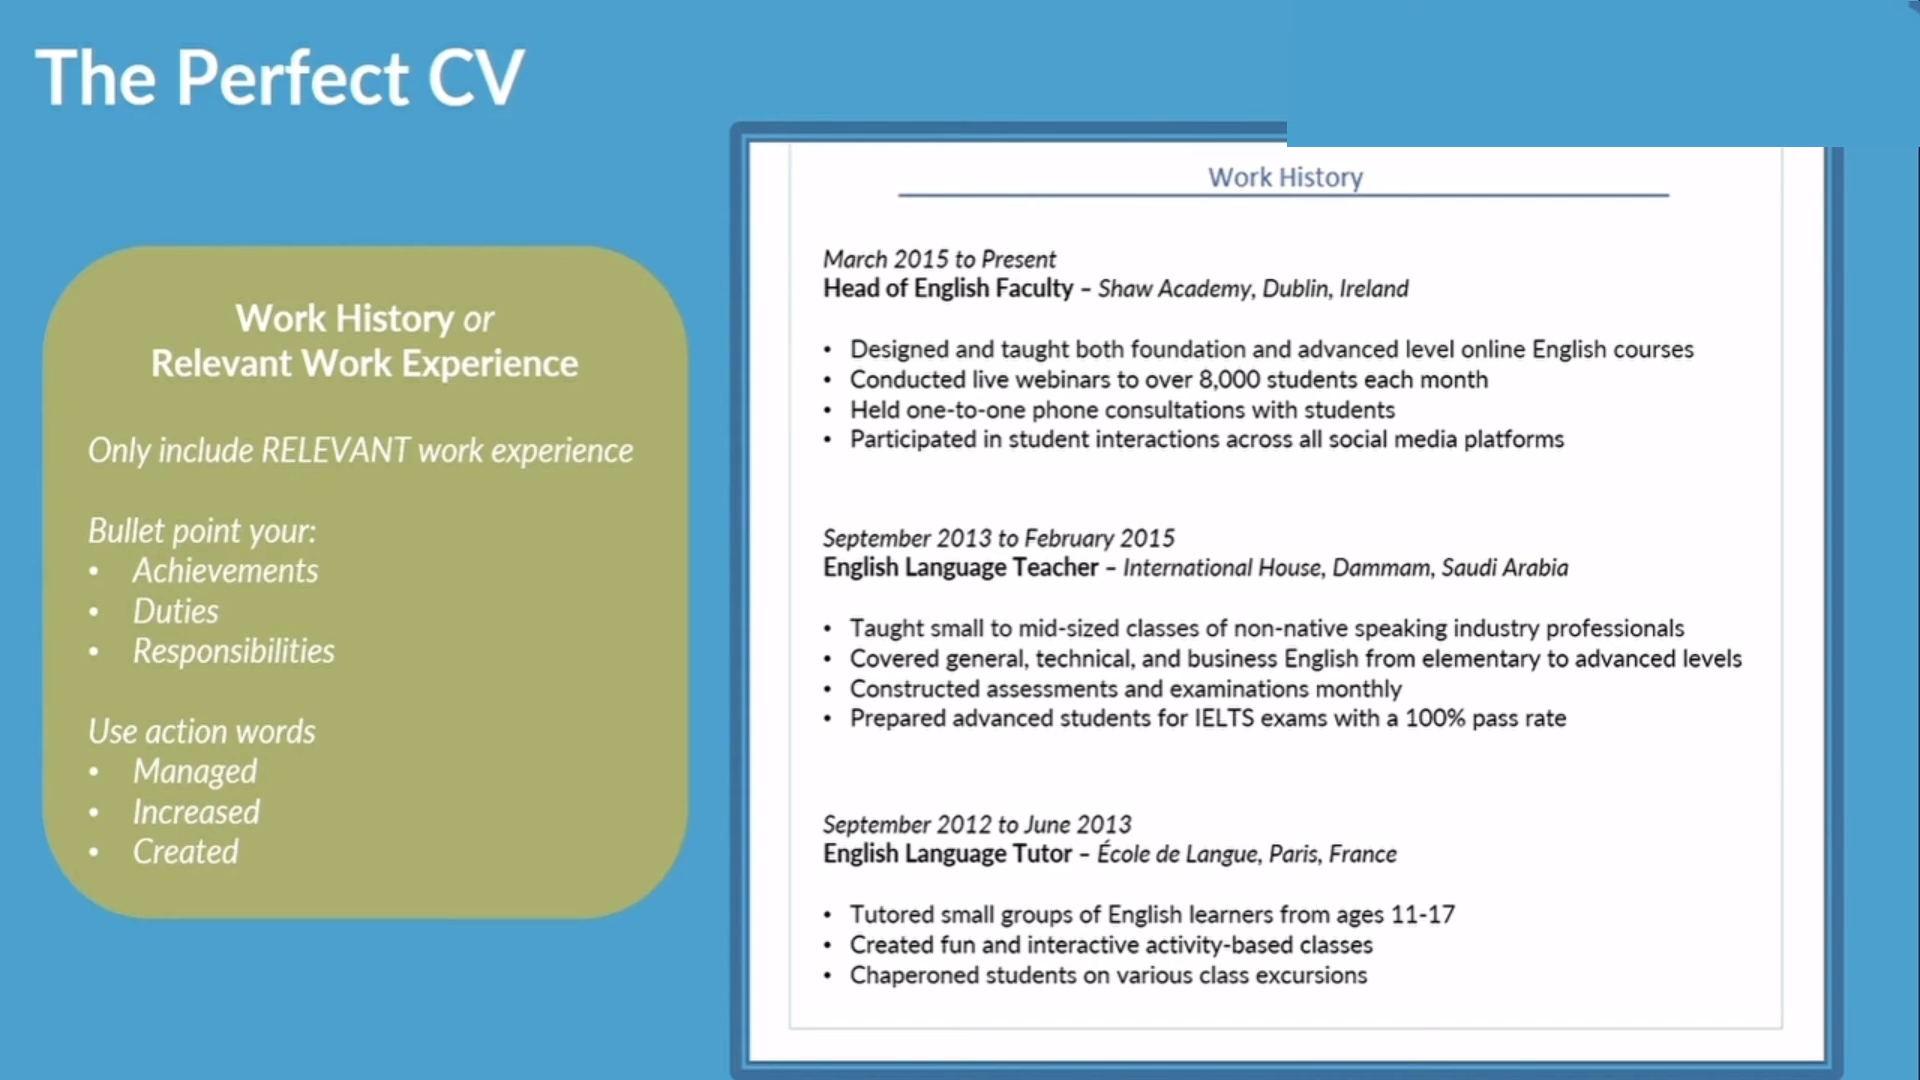 The Perfect CV
Work History or
Relevant Work Experience
Only include RELEVANT work experience
Bullet point your:
• Achievements
• Duties
• Responsibilities
Use action words
• Managed
• Increased
• Created
Work History
March 2015 to Present
Head of English Faculty – Shaw Academy, Dublin, Ireland
• Designed and taught both foundation and advanced level online English courses
• Conducted live webinars to over 8,000 students each month
• Held one-to-one phone consultations with students
• Participated in student interactions across all social media platforms
September 2013 to February 2015
English Language Teacher – International House, Dammam, Saudi Arabia
• Taught small to mid-sized classes of non-native speaking industry professionals
• Covered general, technical, and business English from elementary to advanced levels
• Constructed assessments and examinations monthly
• Prepared advanced students for IELTS exams with a 100% pass rate
September 2012 to June 2013
English Language Tutor – École de Langue, Paris, France
• Tutored small groups of English learners from ages 11-17
• Created fun and interactive activity-based classes
• Chaperoned students on various class excursions